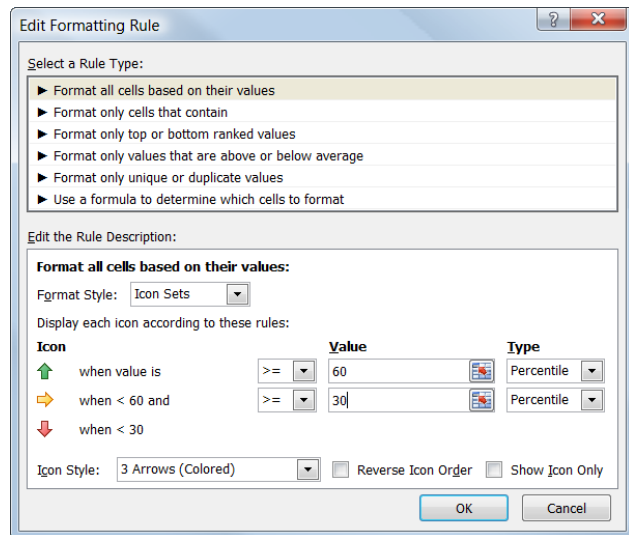 Edit Formatting Rule
Select a Rule Type:
► Format all cells based on their values
► Format only cells that contain
► Format only top or bottom ranked values
► Format only values that are above or below average
► Format only unique or duplicate values
► Use a formula to determine which cells to format
Edit the Rule Description:
Format all cells based on their values:
Format Style: Icon Sets
Display each icon according to these rules:
Icon Value Type
when value is >= 60 Percentile
when < 60 and >= 30 Percentile
when < 30
Icon Style: 3 Arrows (Colored) Reverse Icon Order Show Icon Only
OK Cancel